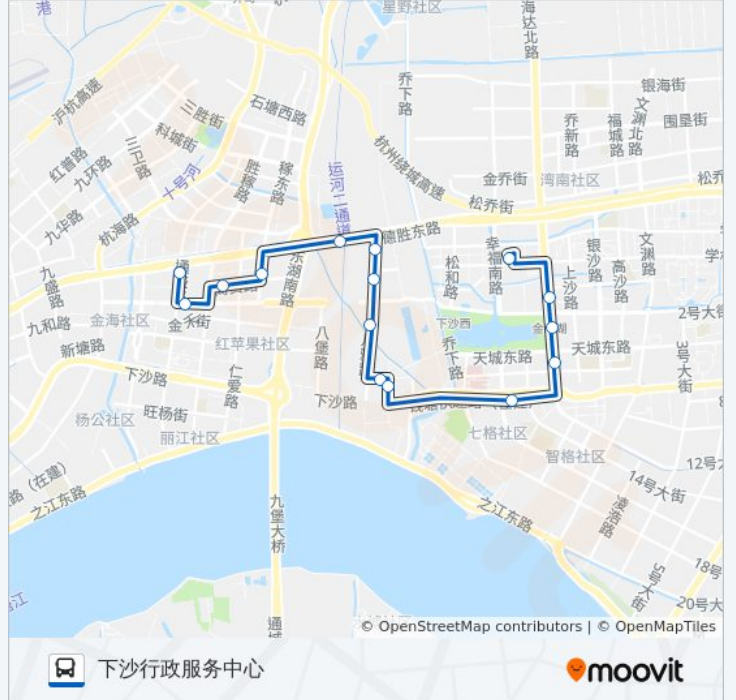 港
星野社区
海达北路
沪杭高速
乔下路
银海街
三胜街
石塘西路
文渊北路
科城街
乔新路
福城路
围垦街
三卫路
红普路
杭州绕城高速
九环路
十号河
胜稼路
稼东路
运河二通道
金乔街
湾南社区
松乔街
松乔
九华路
杭海路
德胜东路
通
幸福南路
银沙路
文渊路
学
九盛路
东湖南路
松和路
上沙路
高沙路
九和路
金海社区
下沙西
2号大街
新塘路
红苹果社区
八堡路
乔下路
天城东路
天城东路
3号大街
下沙路
仁爱路
杨公社区
旺杨街
下沙路
丽江社区
七格社区
智格社区
12号
路（在建）
之江东路
14号大街
之江东路
凌浩路
九堡大桥
18号
5号大街
20号大
江
通城
© OpenStreetMap contributors | © OpenMapTiles
下沙行政服务中心
moovit